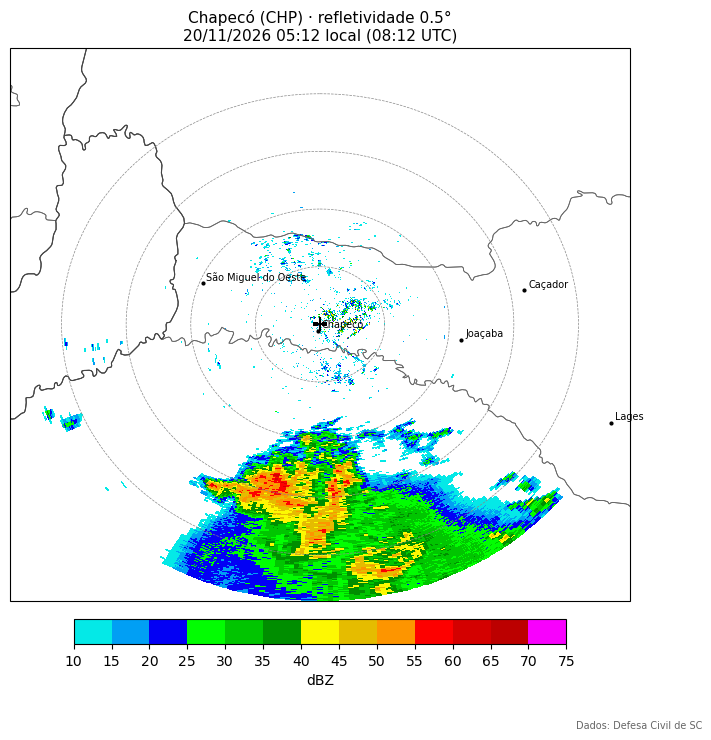 Chapecó (CHP) · refletividade 0.5°
20/11/2026 05:12 local (08:12 UTC)
São Miguel do Oeste
Chapecó
Caçador
Joaçaba
Lages
10 15 20 25 30 35 40 45 50 55 60 65 70 75
dBZ
Dados: Defesa Civil de SC